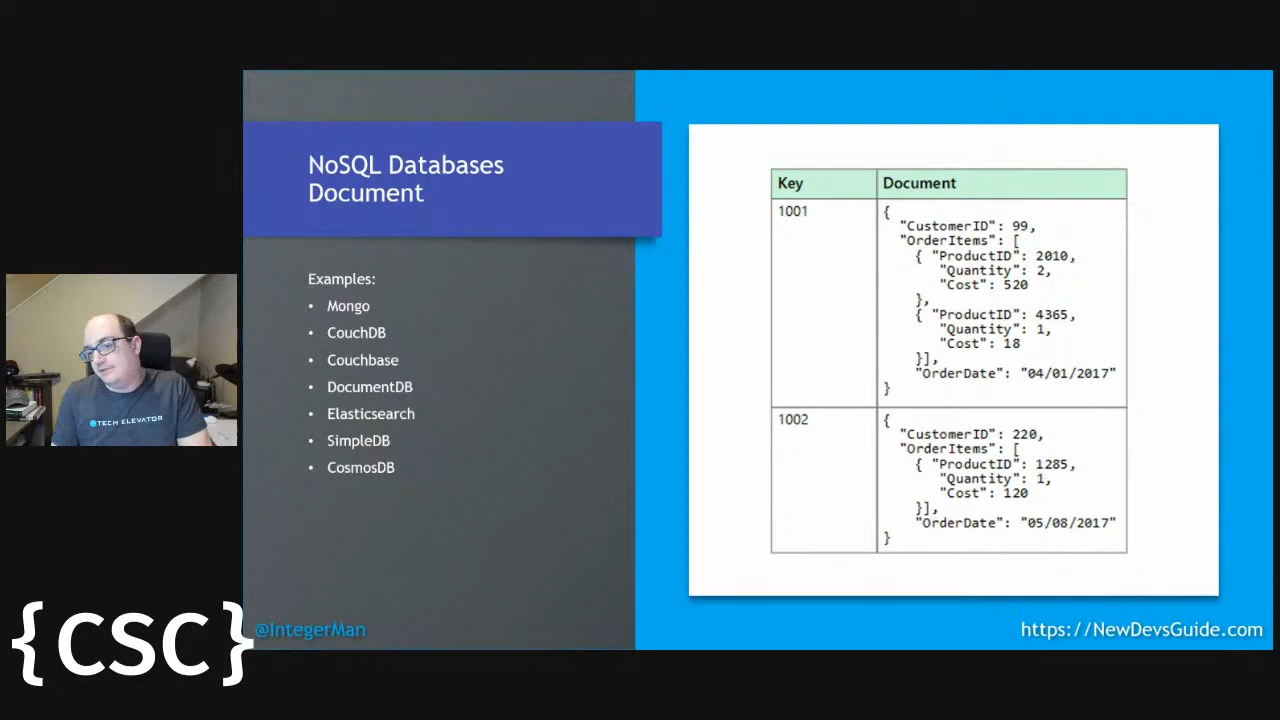 NoSQL Databases
Document
Examples:
• Mongo
• CouchDB
• Couchbase
• DocumentDB
• Elasticsearch
• SimpleDB
• CosmosDB
Key Document
1001
{
"CustomerID": 99,
"OrderItems": [
{ "ProductID": 2010,
"Quantity": 2,
"Cost": 520
},
{ "ProductID": 4365,
"Quantity": 1,
"Cost": 18
}],
"OrderDate": "04/01/2017"
}
1002
{
"CustomerID": 220,
"OrderItems": [
{ "ProductID": 1285,
"Quantity": 1,
"Cost": 120
}],
"OrderDate": "05/08/2017"
}
TECH ELEVATOR
{CSC}
@IntegerMan
https://NewDevsGuide.com